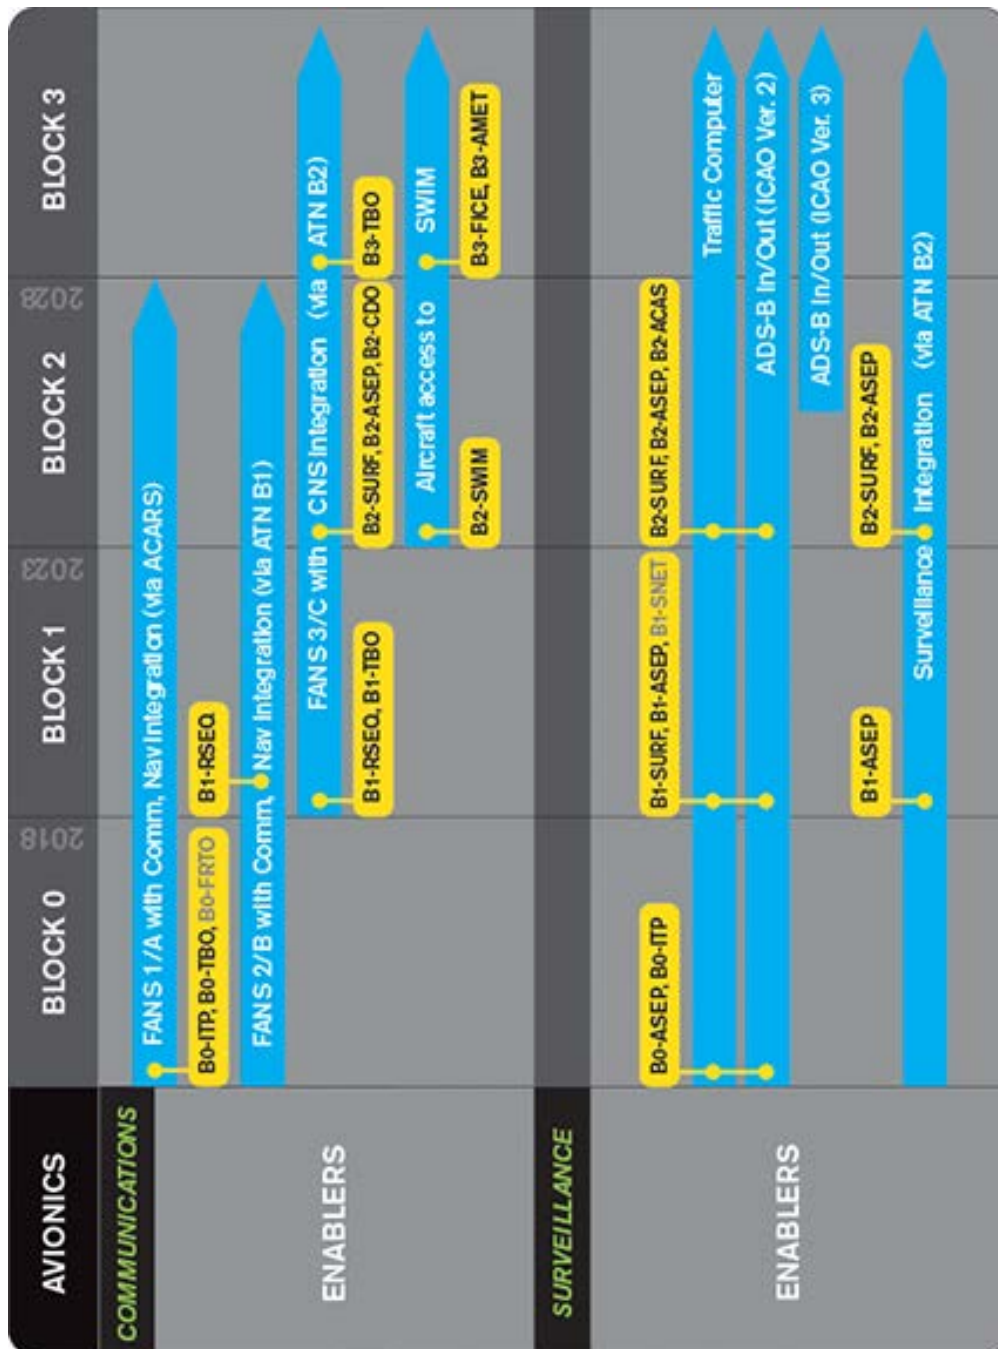 AVIONICS
BLOCK 0
2018
BLOCK 1
2023
BLOCK 2
2028
BLOCK 3
COMMUNICATIONS
ENABLERS
FANS 1/A with Comm, Nav Integration (via ACARS)
B0-ITP, B0-TBO, B0-FRTO
B1-RSEQ
FANS 2/B with Comm, Nav Integration (via ATN B1)
FANS 3/C with CNS Integration (via ATN B2)
B1-RSEQ, B1-TBO
B2-SURF, B2-ASEP, B2-CDO
B3-TBO
Aircraft access to SWIM
B2-SWIM
B3-FICE, B3-AMET
SURVEILLANCE
ENABLERS
B0-ASEP, B0-ITP
B1-SURF, B1-ASEP, B1-SNET
B2-SURF, B2-ASEP, B2-ACAS
Traffic Computer
ADS-B In/Out (ICAO Ver. 2)
ADS-B In/Out (ICAO Ver. 3)
B1-ASEP
B2-SURF, B2-ASEP
Surveillance Integration (via ATN B2)